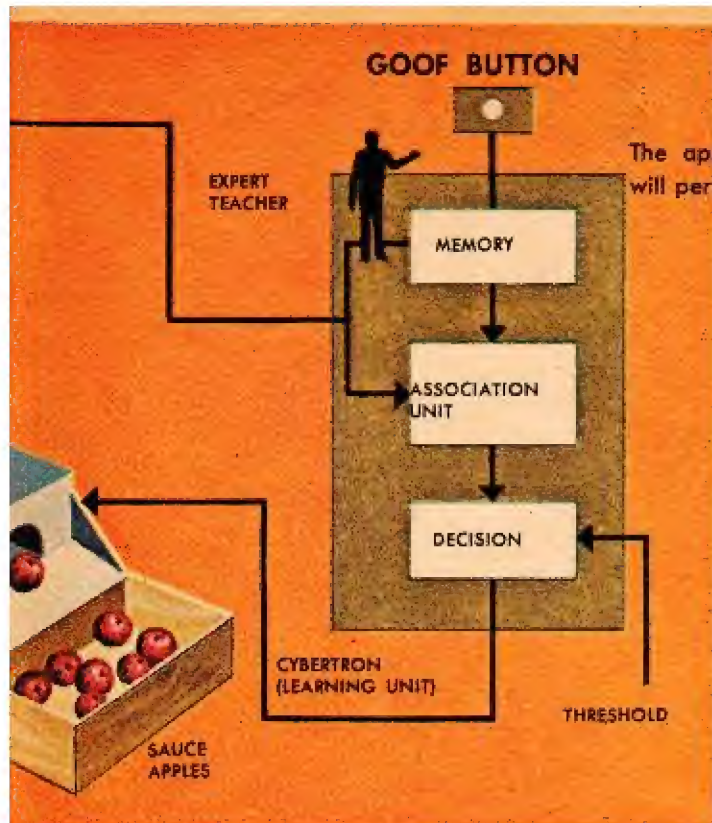 GOOF BUTTON
The ap
will per
EXPERT
TEACHER
MEMORY
ASSOCIATION
UNIT
DECISION
CYBERTRON
(LEARNING UNIT)
THRESHOLD
SAUCE
APPLES